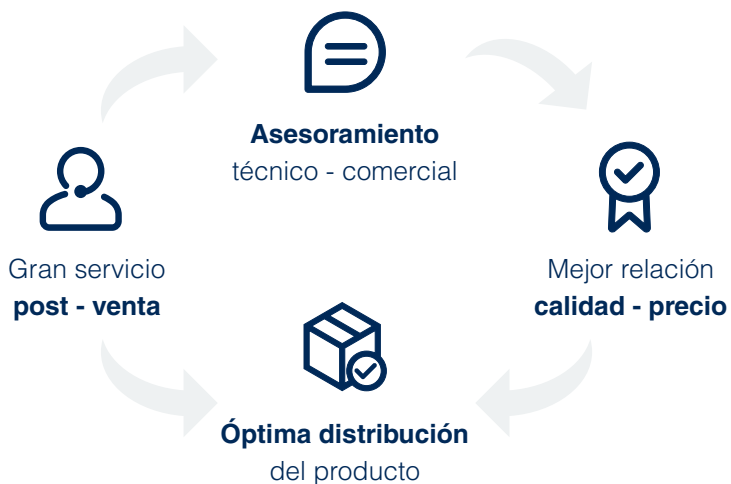 Asesoramiento
técnico - comercial
Gran servicio
post - venta
Mejor relación
calidad - precio
Óptima distribución
del producto